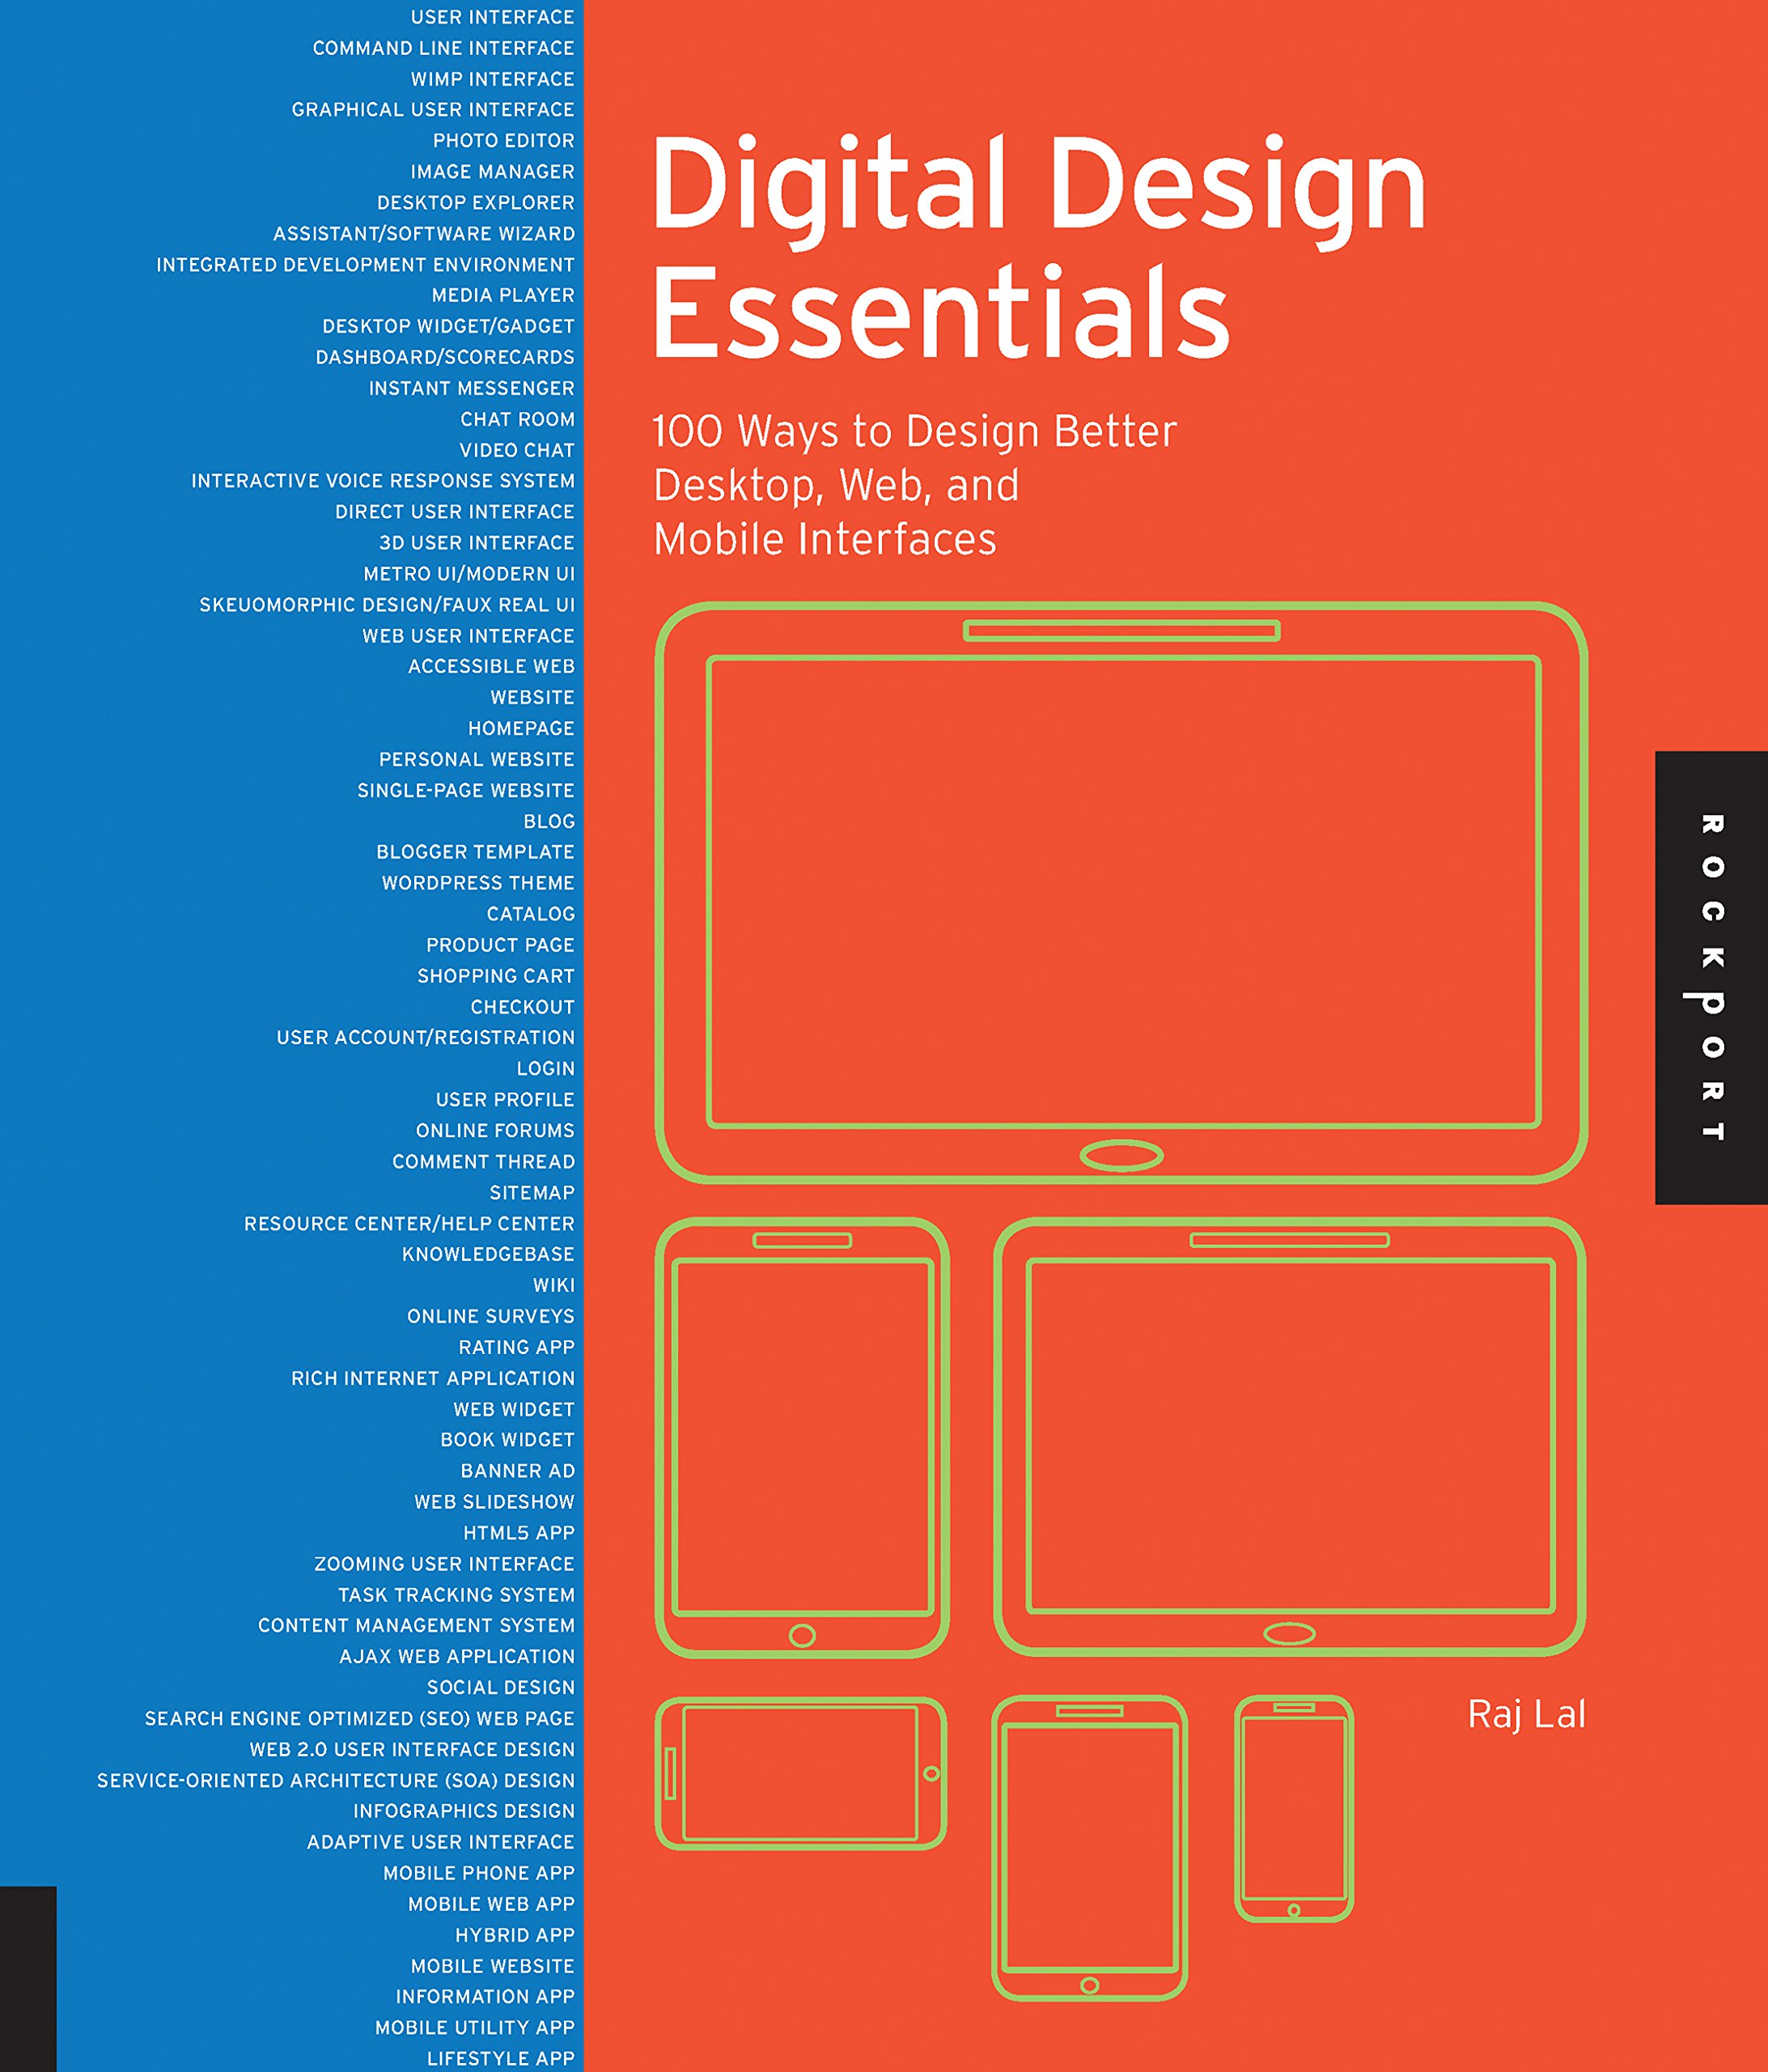 USER INTERFACE
COMMAND LINE INTERFACE
WIMP INTERFACE
GRAPHICAL USER INTERFACE
PHOTO EDITOR
IMAGE MANAGER
DESKTOP EXPLORER
ASSISTANT/SOFTWARE WIZARD
INTEGRATED DEVELOPMENT ENVIRONMENT
MEDIA PLAYER
DESKTOP WIDGET/GADGET
DASHBOARD/SCORECARDS
INSTANT MESSENGER
CHAT ROOM
VIDEO CHAT
INTERACTIVE VOICE RESPONSE SYSTEM
DIRECT USER INTERFACE
3D USER INTERFACE
METRO UI/MODERN UI
SKEUOMORPHIC DESIGN/FAUX REAL UI
WEB USER INTERFACE
ACCESSIBLE WEB
WEBSITE
HOMEPAGE
PERSONAL WEBSITE
SINGLE-PAGE WEBSITE
BLOG
BLOGGER TEMPLATE
WORDPRESS THEME
CATALOG
PRODUCT PAGE
SHOPPING CART
CHECKOUT
USER ACCOUNT/REGISTRATION
LOGIN
USER PROFILE
ONLINE FORUMS
COMMENT THREAD
SITEMAP
RESOURCE CENTER/HELP CENTER
KNOWLEDGEBASE
WIKI
ONLINE SURVEYS
RATING APP
RICH INTERNET APPLICATION
WEB WIDGET
BOOK WIDGET
BANNER AD
WEB SLIDESHOW
HTML5 APP
ZOOMING USER INTERFACE
TASK TRACKING SYSTEM
CONTENT MANAGEMENT SYSTEM
AJAX WEB APPLICATION
SOCIAL DESIGN
SEARCH ENGINE OPTIMIZED (SEO) WEB PAGE
WEB 2.0 USER INTERFACE DESIGN
SERVICE-ORIENTED ARCHITECTURE (SOA) DESIGN
INFOGRAPHICS DESIGN
ADAPTIVE USER INTERFACE
MOBILE PHONE APP
MOBILE WEB APP
HYBRID APP
MOBILE WEBSITE
INFORMATION APP
MOBILE UTILITY APP
LIFESTYLE APP
Digital Design
Essentials
100 Ways to Design Better
Desktop, Web, and
Mobile Interfaces
ROCKpORT
Raj Lal